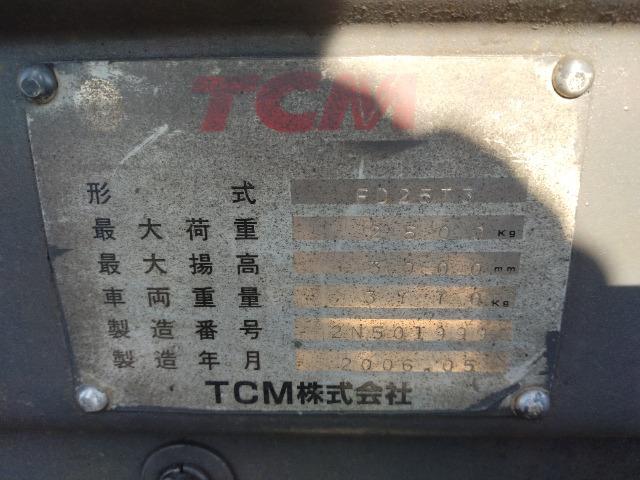 TCM
形式 FD25T3
最大荷重 2500 Kg
最大揚高 3000 mm
車両重量 Kg
製造番号
製造年月 2006.05
TCM株式会社